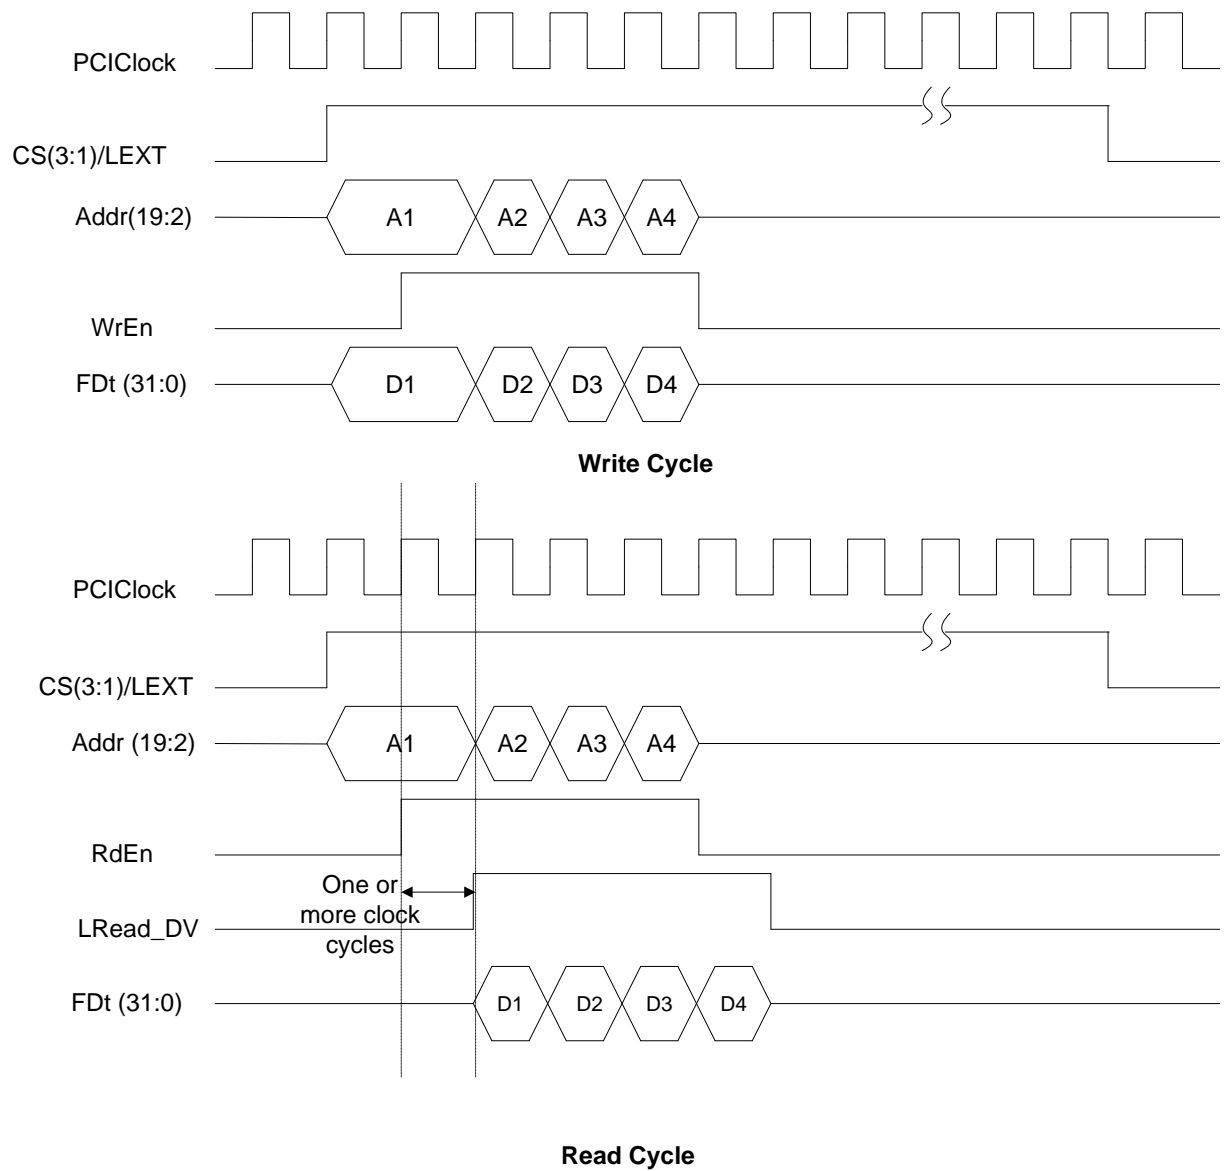 PCIClock
CS(3:1)/LEXT
Addr(19:2)
A1 A2 A3 A4
WrEn
FDt (31:0)
D1 D2 D3 D4
Write Cycle
PCIClock
CS(3:1)/LEXT
Addr (19:2)
A1 A2 A3 A4
RdEn
One or
more clock
cycles
LRead_DV
FDt (31:0)
D1 D2 D3 D4
Read Cycle